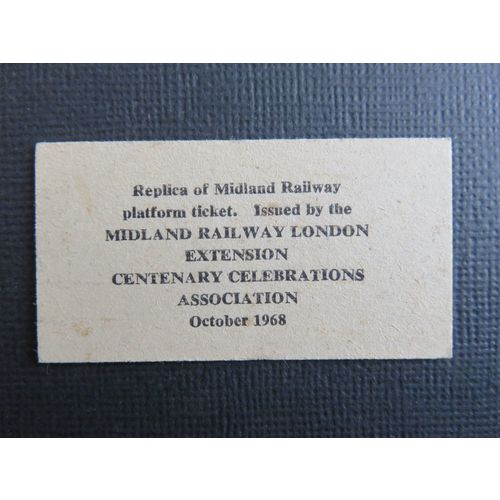 Replica of Midland Railway
platform ticket. Issued by the
MIDLAND RAILWAY LONDON
EXTENSION
CENTENARY CELEBRATIONS
ASSOCIATION
October 1968